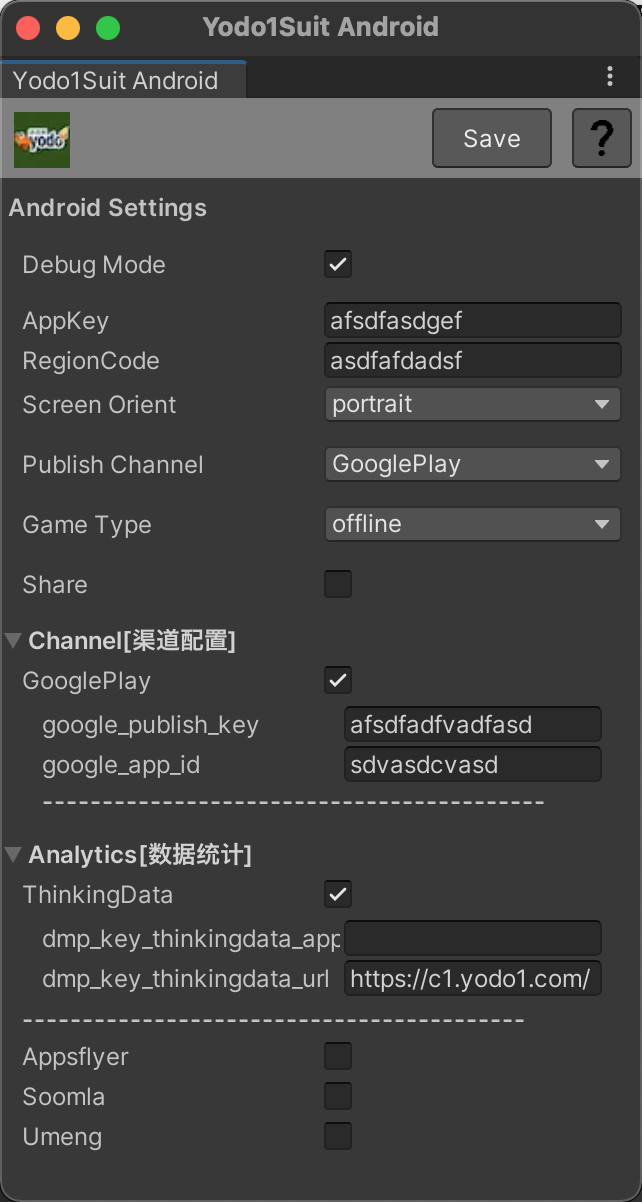 Yodo1Suit Android
Yodo1Suit Android
yodo
Save
?
Android Settings
Debug Mode
AppKey afsdfasdgef
RegionCode asdfafdadsf
Screen Orient portrait
Publish Channel GooglePlay
Game Type offline
Share
Channel[渠道配置]
GooglePlay
google_publish_key afsdfadfvadfasd
google_app_id sdvasdcvasd
------------------------------------------
Analytics[数据统计]
ThinkingData
dmp_key_thinkingdata_app
dmp_key_thinkingdata_url https://c1.yodo1.com/
------------------------------------------
Appsflyer
Soomla
Umeng